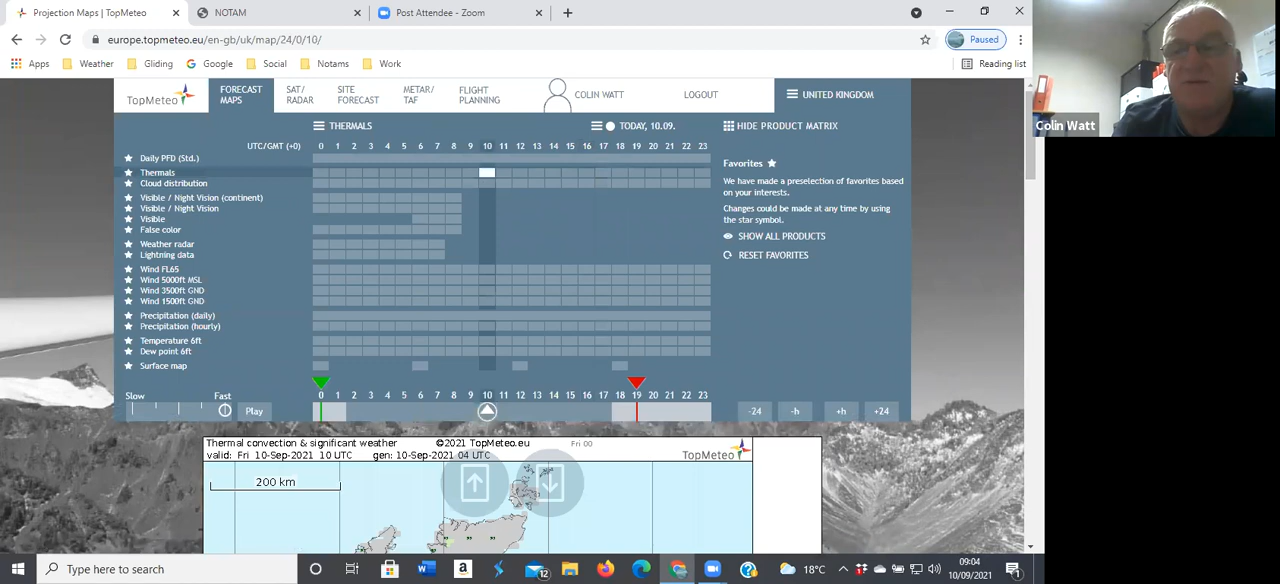 Projection Maps | TopMeteo
NOTAM
Post Attendee - Zoom
europe.topmeteo.eu/en-gb/uk/map/24/0/10/
Paused
Apps Weather Gliding Google Social Notams Work Reading list
TopMeteo
FORECAST MAPS
SAT/ RADAR
SITE FORECAST
METAR/ TAF
FLIGHT PLANNING
COLIN WATT
LOGOUT
UNITED KINGDOM
THERMALS
TODAY, 10.09.
HIDE PRODUCT MATRIX
UTC/GMT (+0) 0 1 2 3 4 5 6 7 8 9 10 11 12 13 14 15 16 17 18 19 20 21 22 23
Daily PFD (Std.)
Thermals
Cloud distribution
Visible / Night Vision (continent)
Visible / Night Vision
Visible
False color
Weather radar
Lightning data
Wind FL65
Wind 5000ft MSL
Wind 3500ft GND
Wind 1500ft GND
Precipitation (daily)
Precipitation (hourly)
Temperature 6ft
Dew point 6ft
Surface map
Favorites
We have made a preselection of favorites based
on your interests.
Changes could be made at any time by using
the star symbol.
SHOW ALL PRODUCTS
RESET FAVORITES
Slow Fast
Play
0 1 2 3 4 5 6 7 8 9 10 11 12 13 14 15 16 17 18 19 20 21 22 23
-24 -h +h +24
Thermal convection & significant weather ©2021 TopMeteo.eu Fri 00
valid: Fri 10-Sep-2021 10 UTC gen: 10-Sep-2021 04 UTC TopMeteo
200 km
Colin Watt
Type here to search
12
18°C
09:04
10/09/2021
1